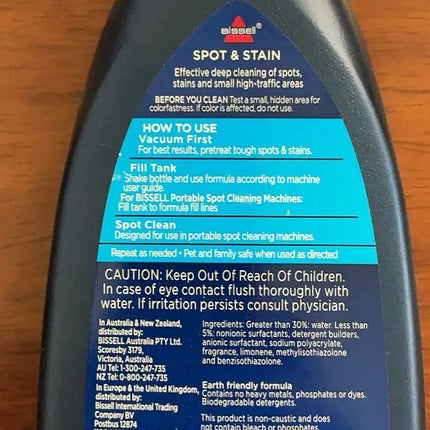 BISSELL®
SPOT & STAIN
Effective deep cleaning of spots,
stains and small high-traffic areas
BEFORE YOU CLEAN Test a small, hidden area for
colorfastness. If color is affected, do not use.
HOW TO USE
Vacuum First
For best results, pretreat tough spots & stains.
Fill Tank
Shake bottle and use formula according to machine
user guide.
For BISSELL Portable Spot Cleaning Machines:
Fill tank to formula fill lines
Spot Clean
Designed for use in portable spot cleaning machines.
Repeat as needed • Pet and family safe when used as directed
CAUTION: Keep Out Of Reach Of Children.
In case of eye contact flush thoroughly with
water. If irritation persists consult physician.
In Australia & New Zealand,
distributed by:
BISSELL Australia PTY Ltd.
Scoresby 3179,
Victoria, Australia
AU Tel: 1-300-247-735
NZ Tel: 0-800-247-735
In Europe & the United Kingdom,
distributed by:
Bissell International Trading
Company BV
Postbus 12874
Ingredients: Greater than 30%: water. Less than
5%: nonionic surfactants, detergent builders,
anionic surfactant, sodium polyacrylate,
fragrance, limonene, methylisothiazolone
and benzisothiazolone.
Earth friendly formula
Contains no heavy metals, phosphates or dyes.
Biodegradable detergents.
This product is non-caustic and does
not contain bleach or phosphates.